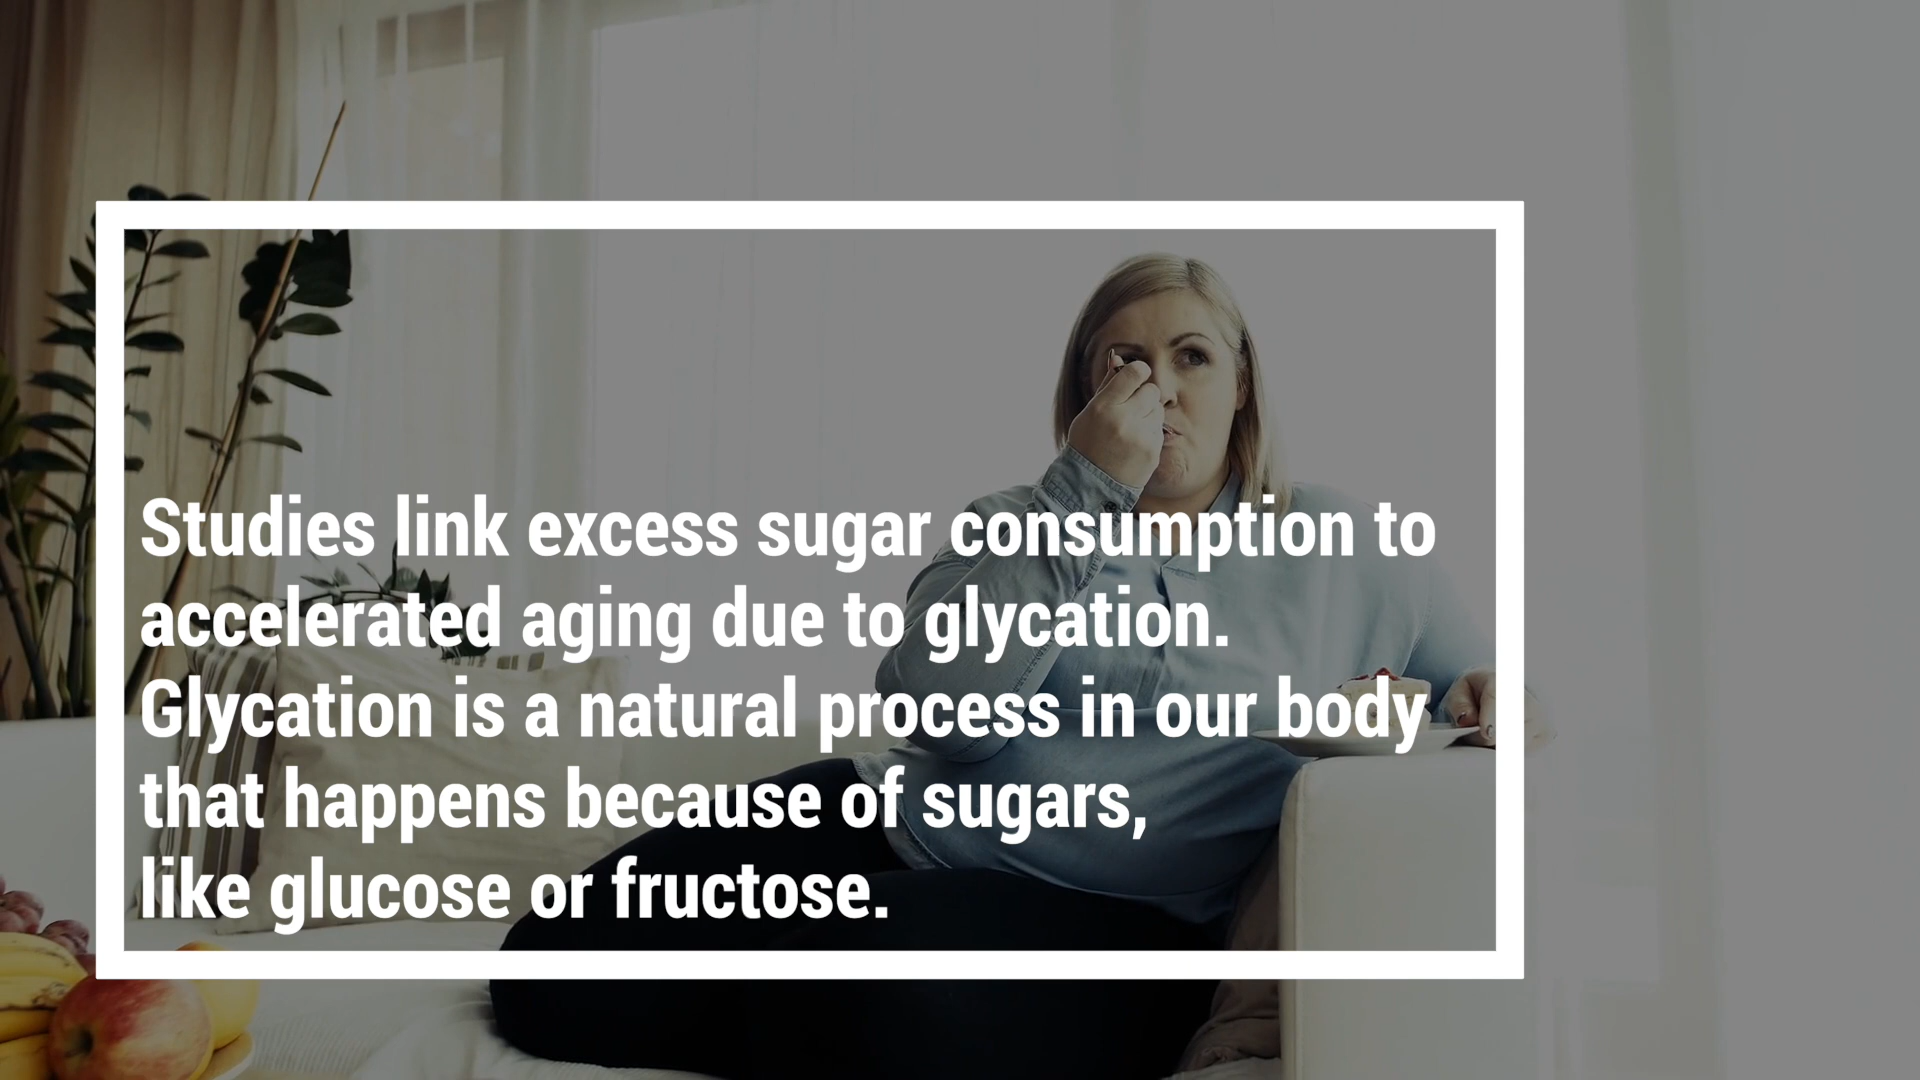 Studies link excess sugar consumption to
accelerated aging due to glycation.
Glycation is a natural process in our body
that happens because of sugars,
like glucose or fructose.